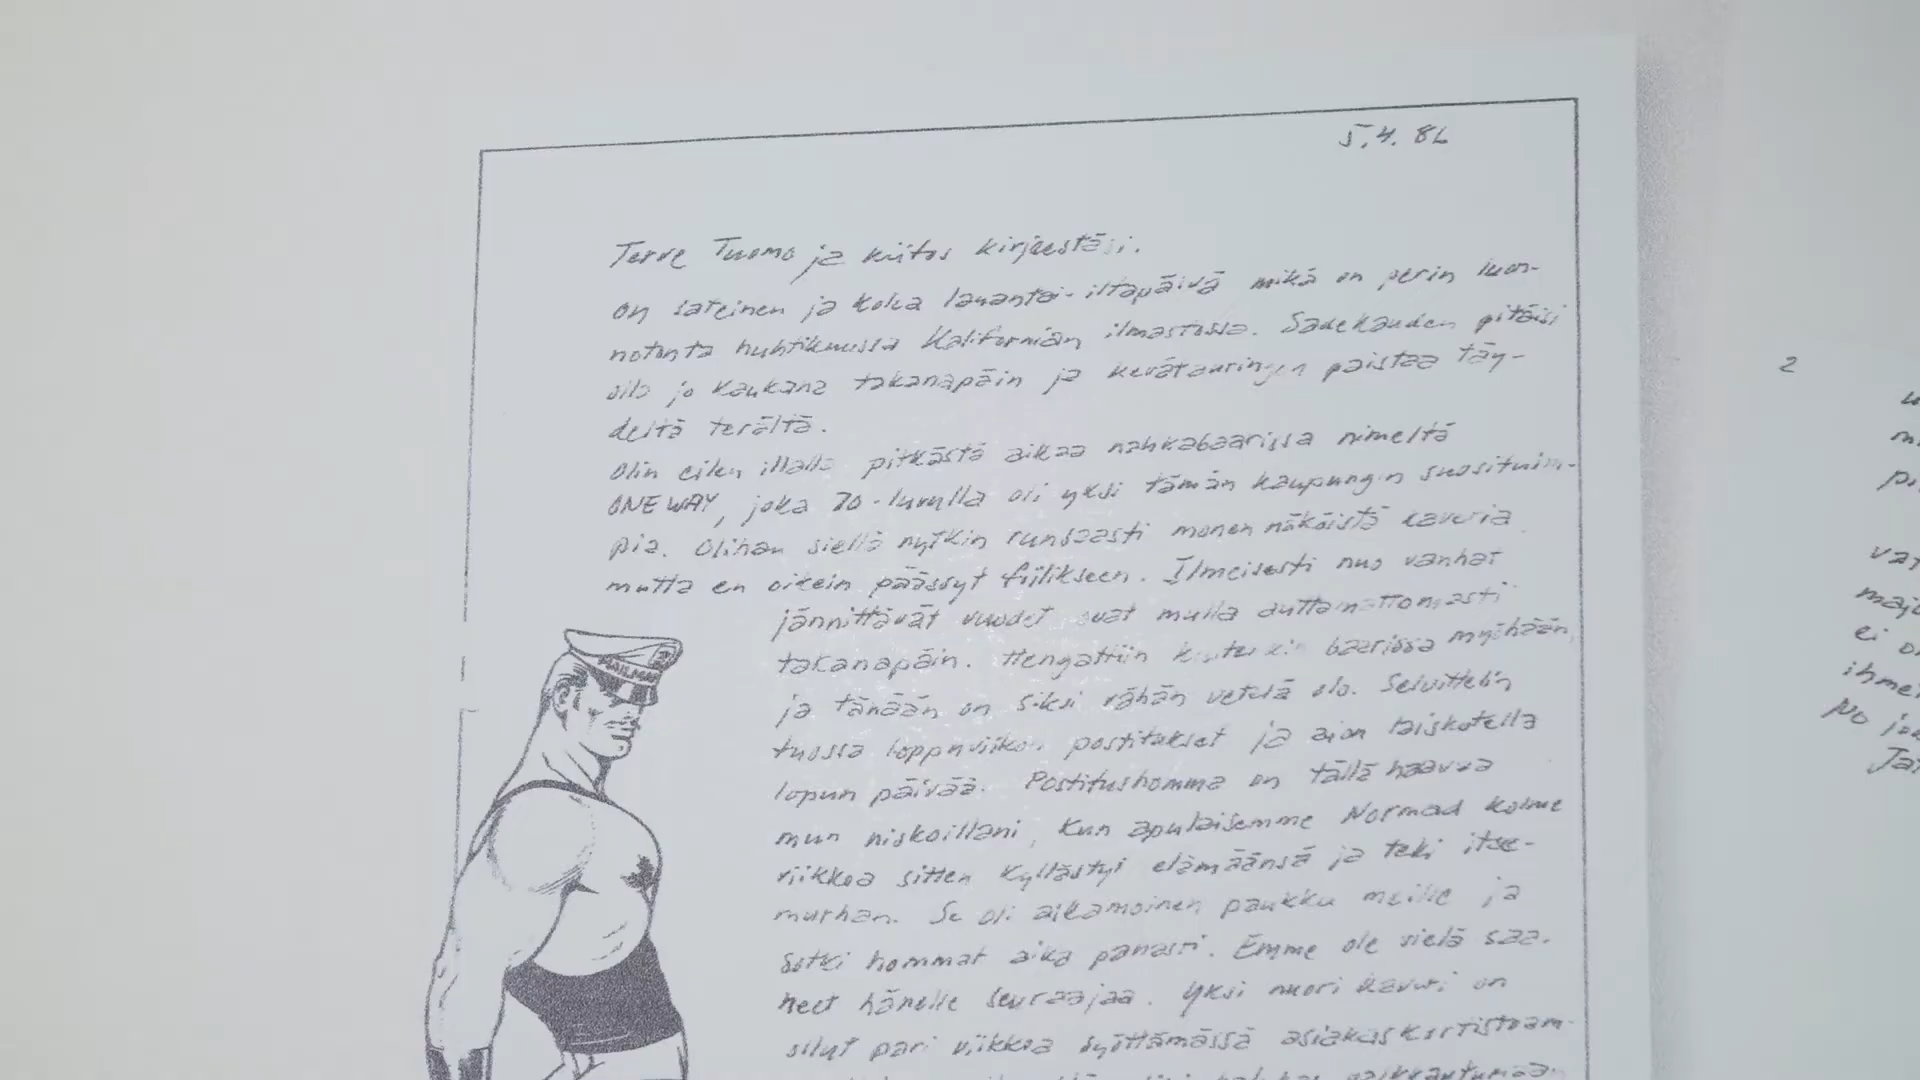 5.4.86
Terve Tuomo ja kiitos kirjeestäsi.
on sateinen ja kolea lauantai-iltapäivä mikä on perin luon-
notonta huhtikuussa Kalifornian ilmastossa. Sadekauden pitäisi
olla jo kaukana takanapäin ja kevätauringon paistaa täy-
deltä terältä.
Olin eilen illalla pitkästä aikaa nahkabaarissa nimeltä
ONE WAY, joka 70-luvulla oli yksi tämän kaupungin suosituim-
pia. Olihan siellä nytkin runsaasti monen näköistä kaveria
mutta en oikein päässyt fiilikseen. Ilmeisesti nuo vanhat
jännittävät vuodet ovat mulla auttamattomasti
takanapäin. Hengattiin kuitenkin baarissa myöhään
ja tänään on siksi vähän vetelä olo. Selvittelin
tuossa loppuviikon postitukset ja aion laiskotella
lopun päivää. Postitushomma on tällä haavaa
mun niskoillani, kun apulaisemme Normad kolme
viikkoa sitten kyllästyi elämäänsä ja teki itse-
murhan. Se oli aikamoinen paukku meille ja
sotki hommat aika pahasti. Emme ole vielä saa-
neet hänelle seuraajaa. Yksi nuori kaveri on
ollut pari viikkoa syöttämässä asiakaskortistoam-
MAILMAN
2
vat
ei
No